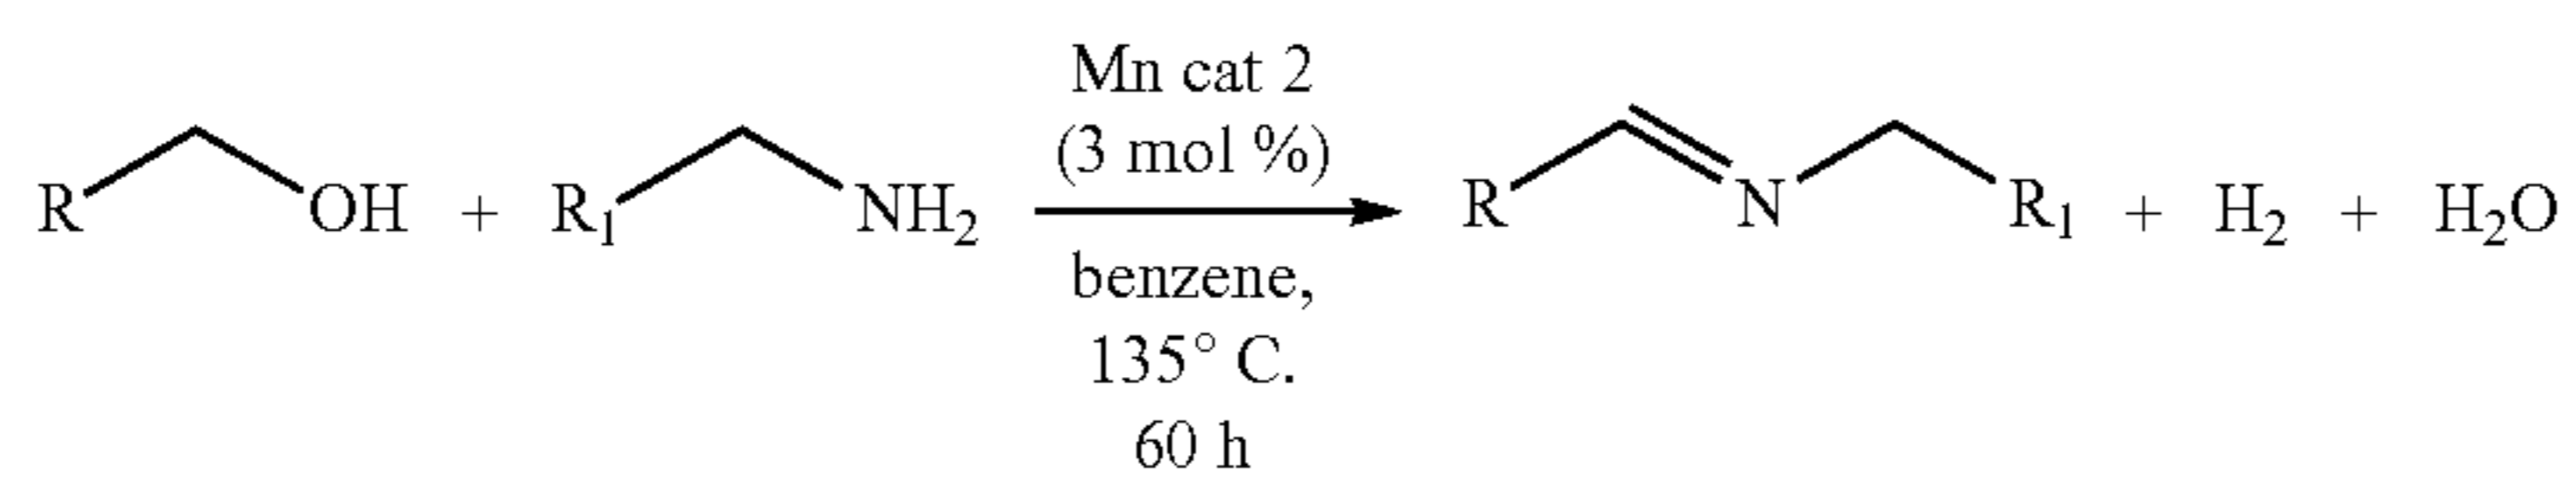 Mn cat 2
(3 mol %)
R OH + R₁ NH₂ R N R₁ + H₂ + H₂O
benzene,
135° C.
60 h